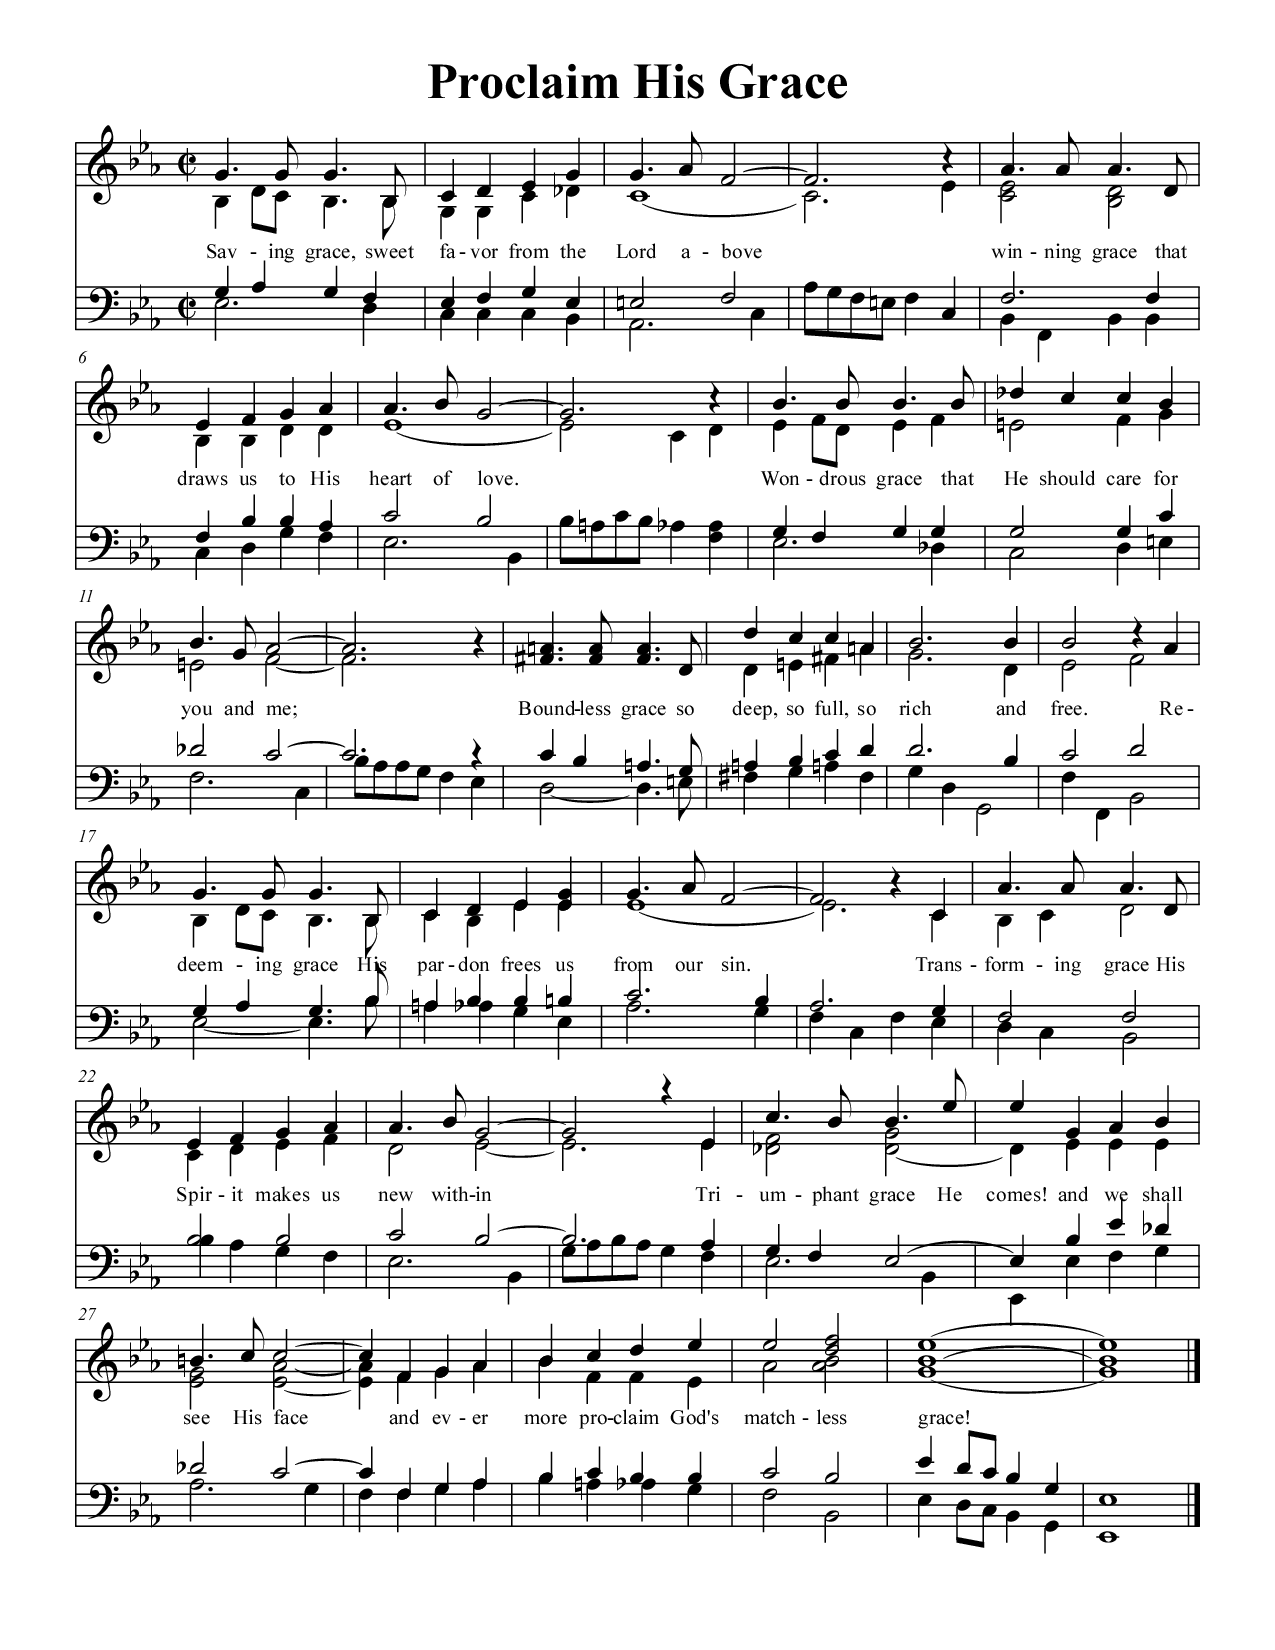 Proclaim His Grace
Sav - ing grace, sweet fa - vor from the Lord a - bove win - ning grace that
6
draws us to His heart of love. Won - drous grace that He should care for
11
you and me; Bound - less grace so deep, so full, so rich and free. Re -
17
deem - ing grace His par - don frees us from our sin. Trans - form - ing grace His
22
Spir - it makes us new with - in Tri - um - phant grace He comes! and we shall
27
see His face and ev - er more pro - claim God's match - less grace!